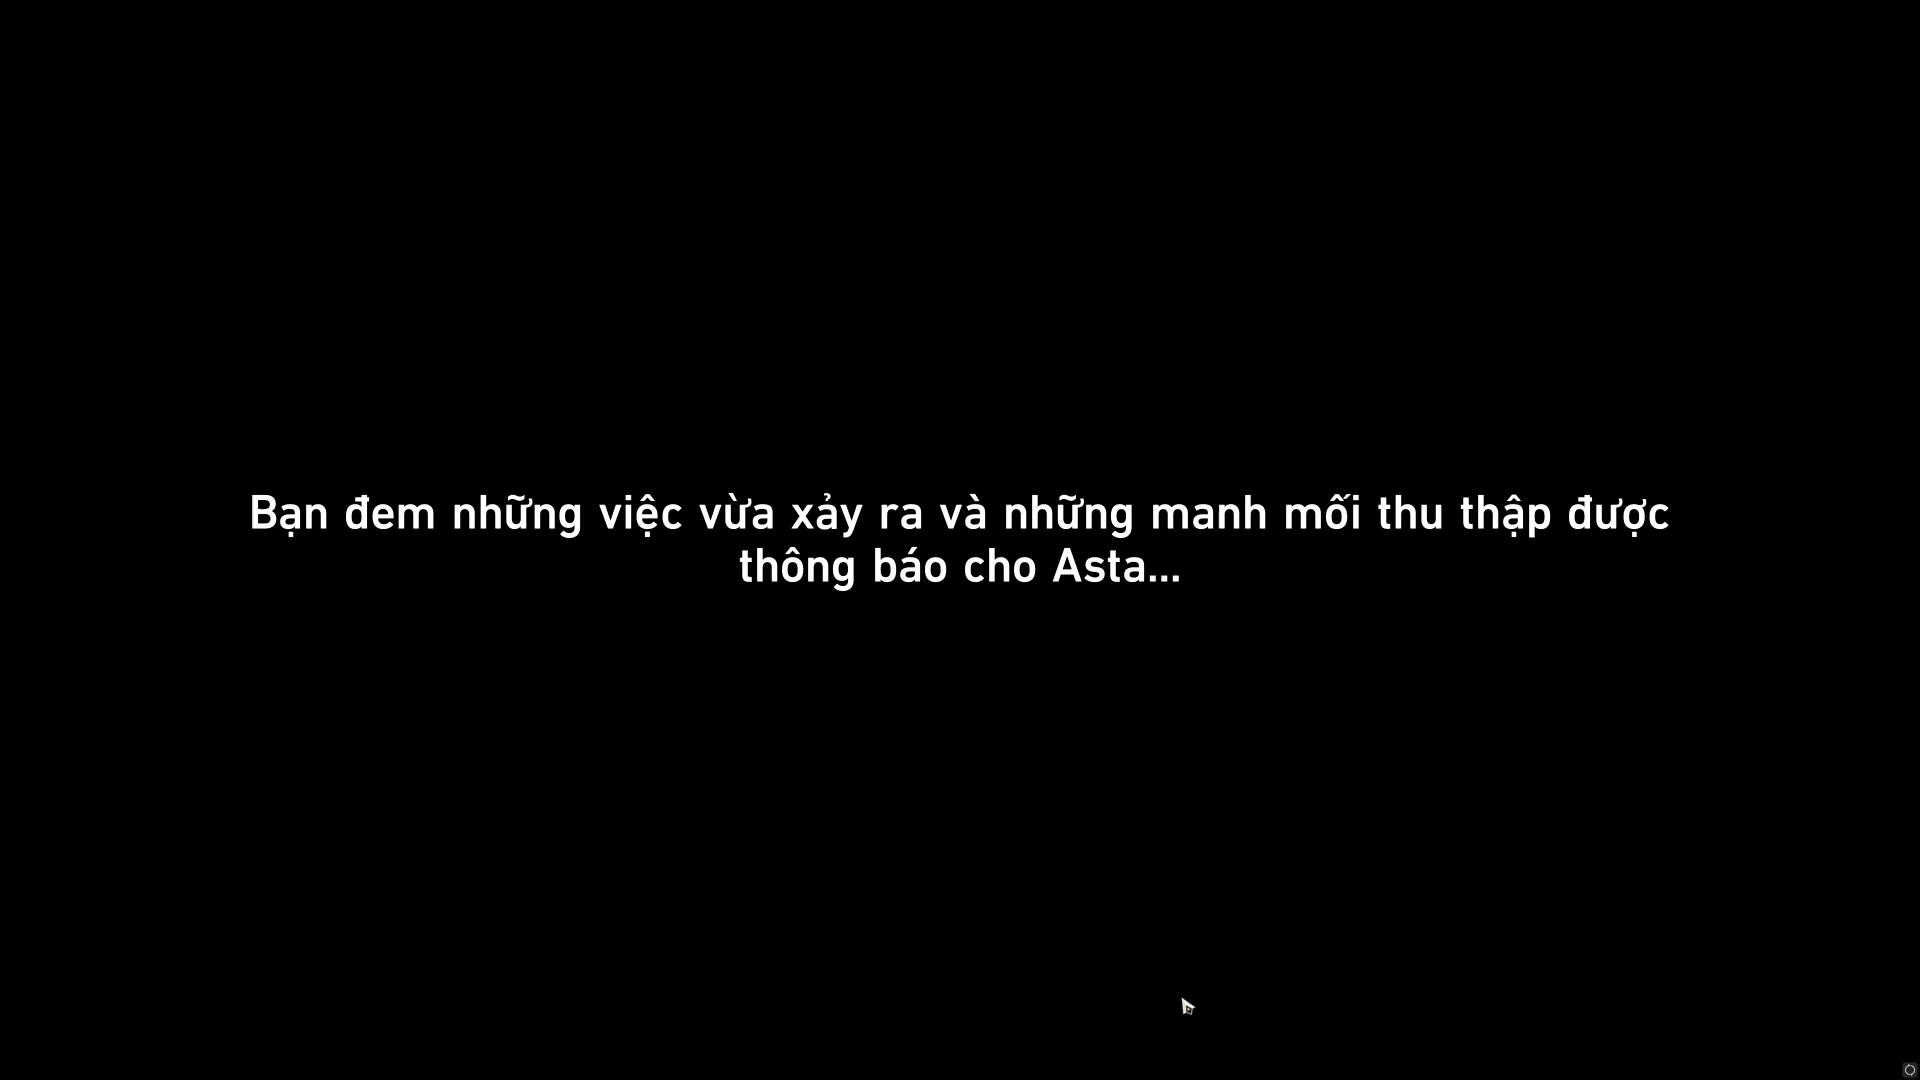 Bạn đem những việc vừa xảy ra và những manh mối thu thập được
thông báo cho Asta...